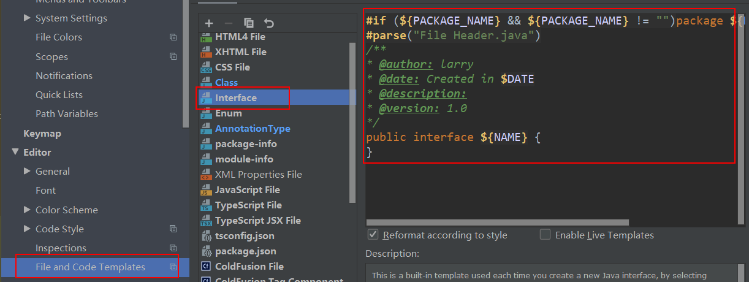 Menus and Toolbars
System Settings
File Colors
Scopes
Notifications
Quick Lists
Path Variables
Keymap
Editor
General
Font
Color Scheme
Code Style
Inspections
File and Code Templates
HTML4 File
XHTML File
CSS File
Class
Interface
Enum
AnnotationType
package-info
module-info
XML Properties File
JavaScript File
TypeScript File
TypeScript JSX File
tsconfig.json
package.json
ColdFusion File
ColdFusion Tag Component
#if (${PACKAGE_NAME} && ${PACKAGE_NAME} != "")package ${
#parse("File Header.java")
/**
* @author: Larry
* @date: Created in $DATE
* @description:
* @version: 1.0
*/
public interface ${NAME} {
}
Reformat according to style
Enable Live Templates
Description:
This is a built-in template used each time you create a new Java interface, by selecting